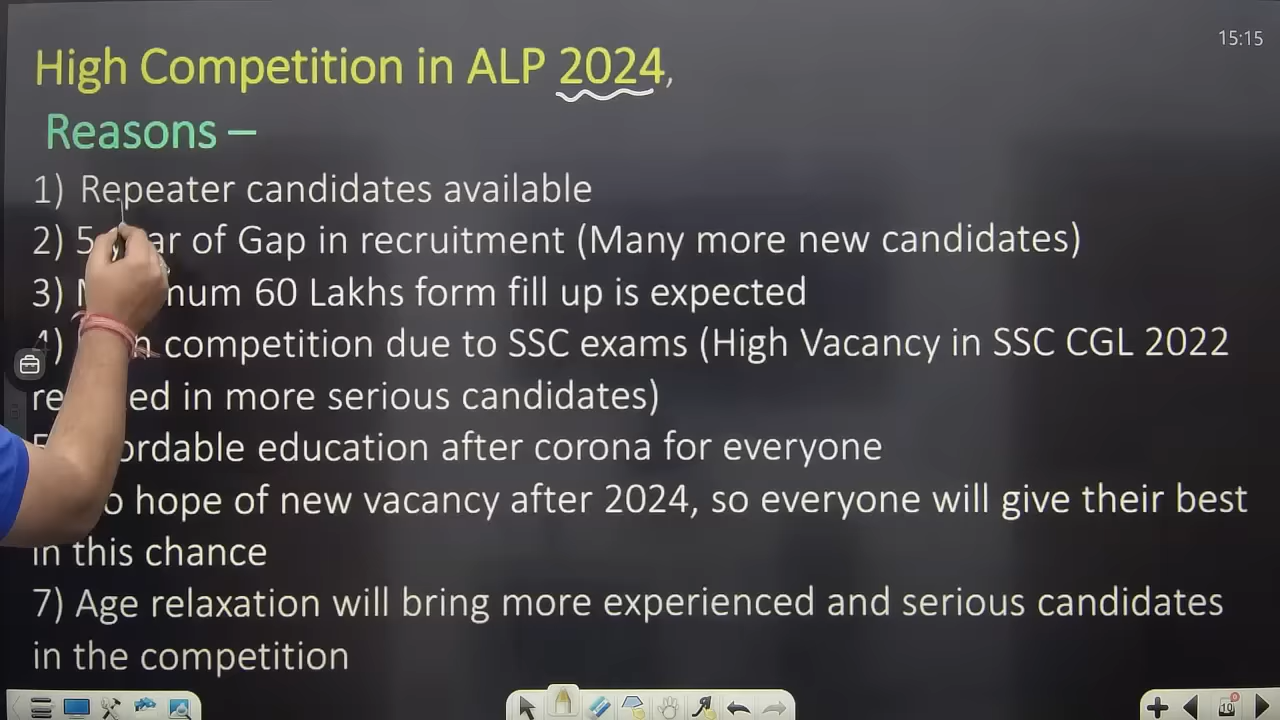 15:15
High Competition in ALP 2024,
Reasons –
1) Repeater candidates available
2) 5 of Gap in recruitment (Many more new candidates)
3) 60 Lakhs form fill up is expected
4) competition due to SSC exams (High Vacancy in SSC CGL 2022
in more serious candidates)
education after corona for everyone
hope of new vacancy after 2024, so everyone will give their best
in this chance
7) Age relaxation will bring more experienced and serious candidates
in the competition
10